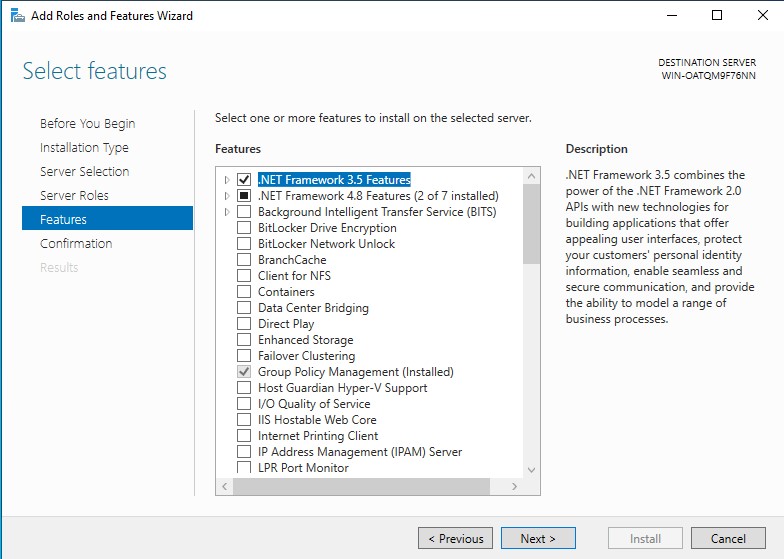 Add Roles and Features Wizard
Select features
DESTINATION SERVER
WIN-OATQM9F76NN
Before You Begin
Installation Type
Server Selection
Server Roles
Features
Confirmation
Results
Select one or more features to install on the selected server.
Features
.NET Framework 3.5 Features
.NET Framework 4.8 Features (2 of 7 installed)
Background Intelligent Transfer Service (BITS)
BitLocker Drive Encryption
BitLocker Network Unlock
BranchCache
Client for NFS
Containers
Data Center Bridging
Direct Play
Enhanced Storage
Failover Clustering
Group Policy Management (Installed)
Host Guardian Hyper-V Support
I/O Quality of Service
IIS Hostable Web Core
Internet Printing Client
IP Address Management (IPAM) Server
LPR Port Monitor
Description
.NET Framework 3.5 combines the
power of the .NET Framework 2.0
APIs with new technologies for
building applications that offer
appealing user interfaces, protect
your customers' personal identity
information, enable seamless and
secure communication, and provide
the ability to model a range of
business processes.
< Previous
Next >
Install
Cancel